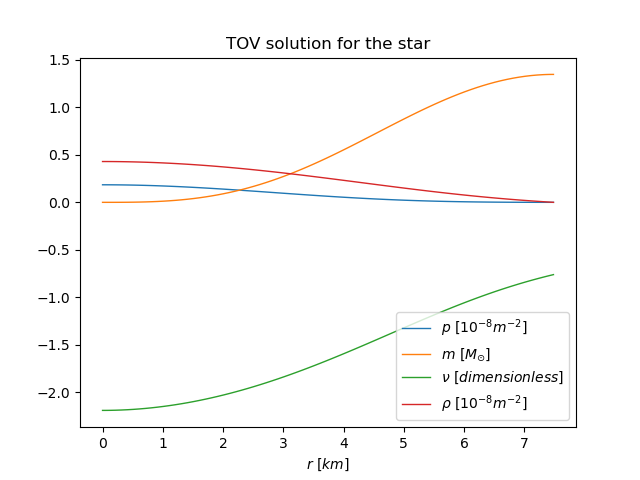 TOV solution for the star
1.5
1.0
0.5
0.0
−0.5
−1.0
−1.5
−2.0
p [10⁻⁸m⁻²]
m [M⊙]
ν [dimensionless]
ρ [10⁻⁸m⁻²]
0 1 2 3 4 5 6 7
r [km]